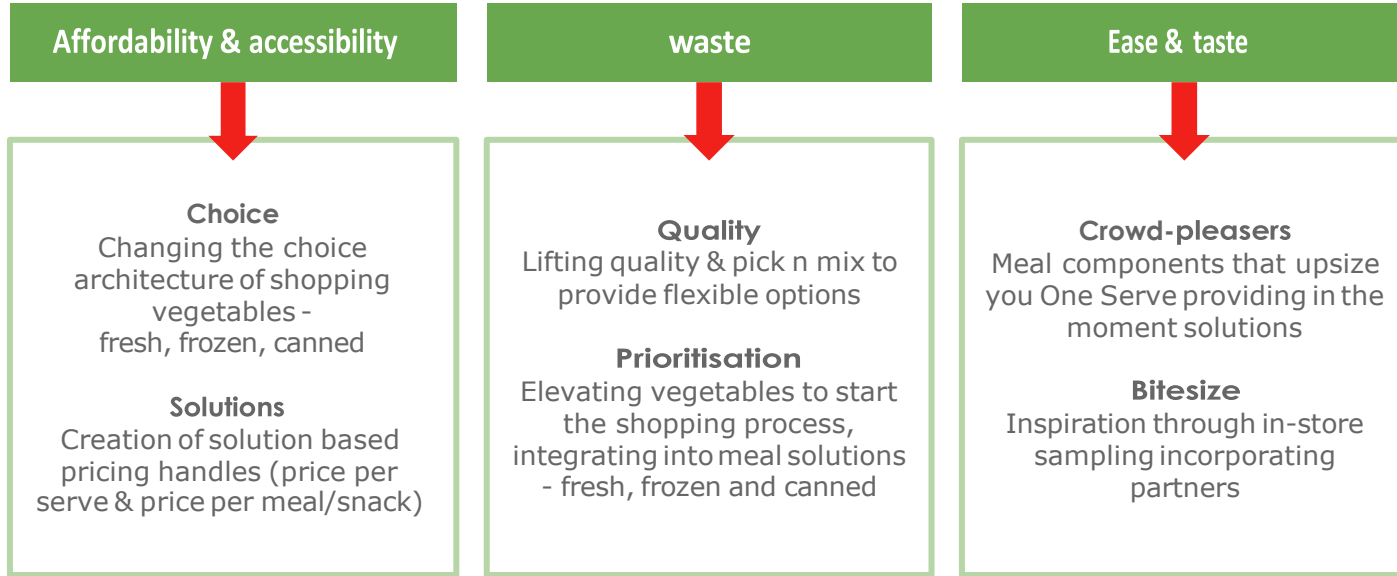 Affordability & accessibility
Choice
Changing the choice
architecture of shopping
vegetables -
fresh, frozen, canned
Solutions
Creation of solution based
pricing handles (price per
serve & price per meal/snack)
waste
Quality
Lifting quality & pick n mix to
provide flexible options
Prioritisation
Elevating vegetables to start
the shopping process,
integrating into meal solutions
- fresh, frozen and canned
Ease & taste
Crowd-pleasers
Meal components that upsize
you One Serve providing in the
moment solutions
Bitesize
Inspiration through in-store
sampling incorporating
partners